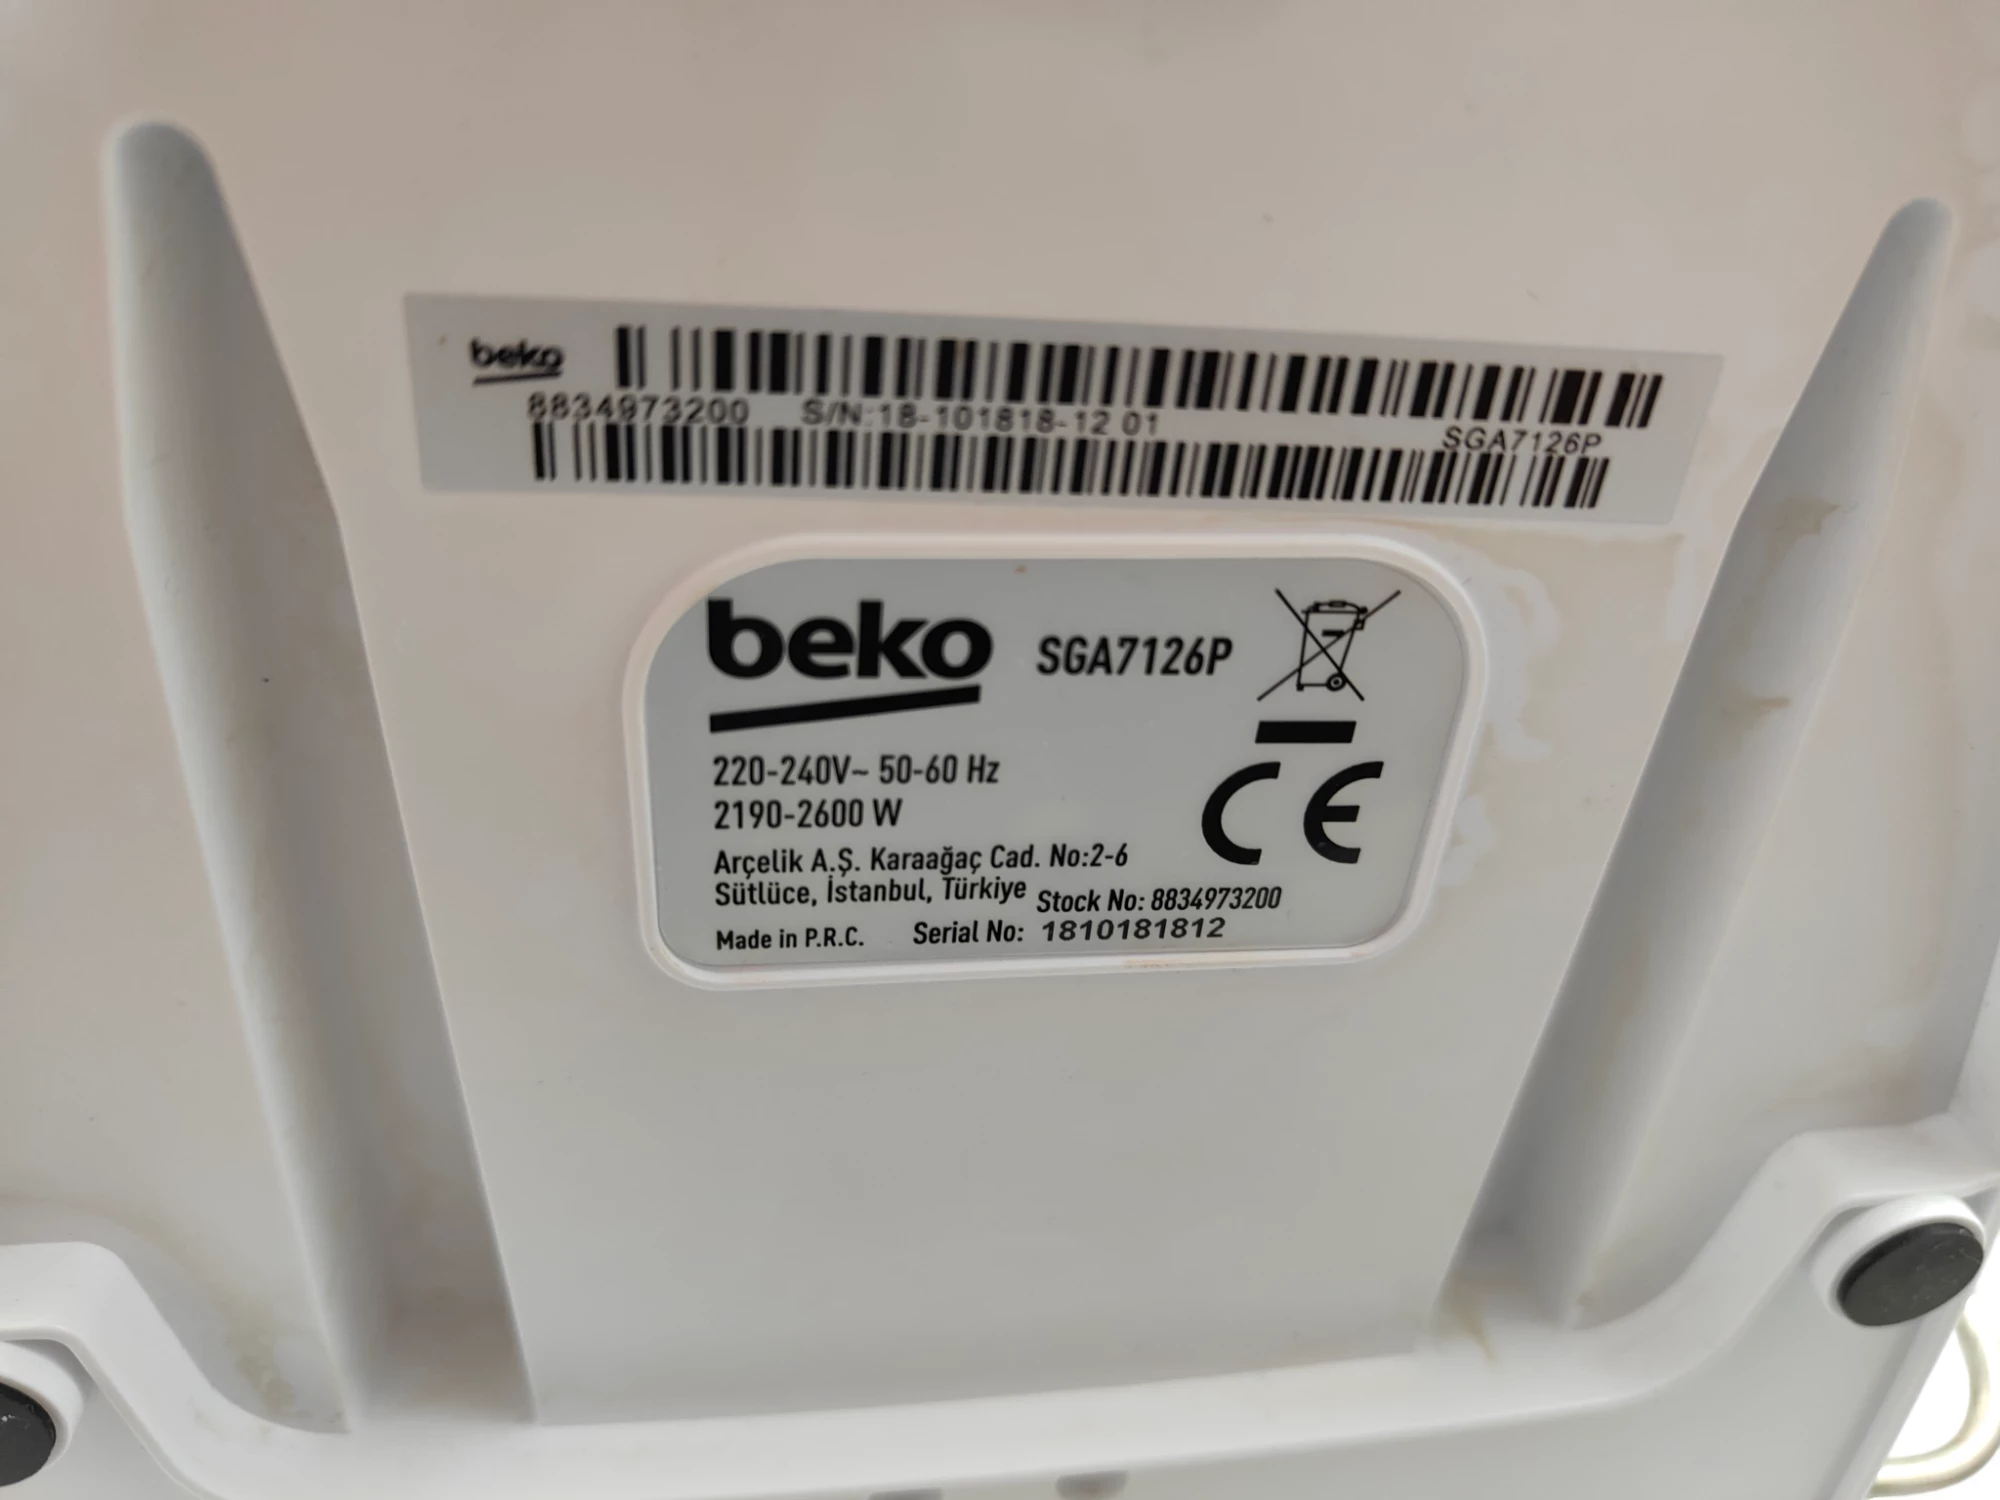 beko
8834973200 S/N:18-101818-12 01 SGA7126P
beko SGA7126P
220-240V~ 50-60 Hz
2190-2600 W
CE
Arçelik A.Ş. Karaağaç Cad. No:2-6
Sütlüce, İstanbul, Türkiye Stock No: 8834973200
Made in P.R.C. Serial No: 1810181812